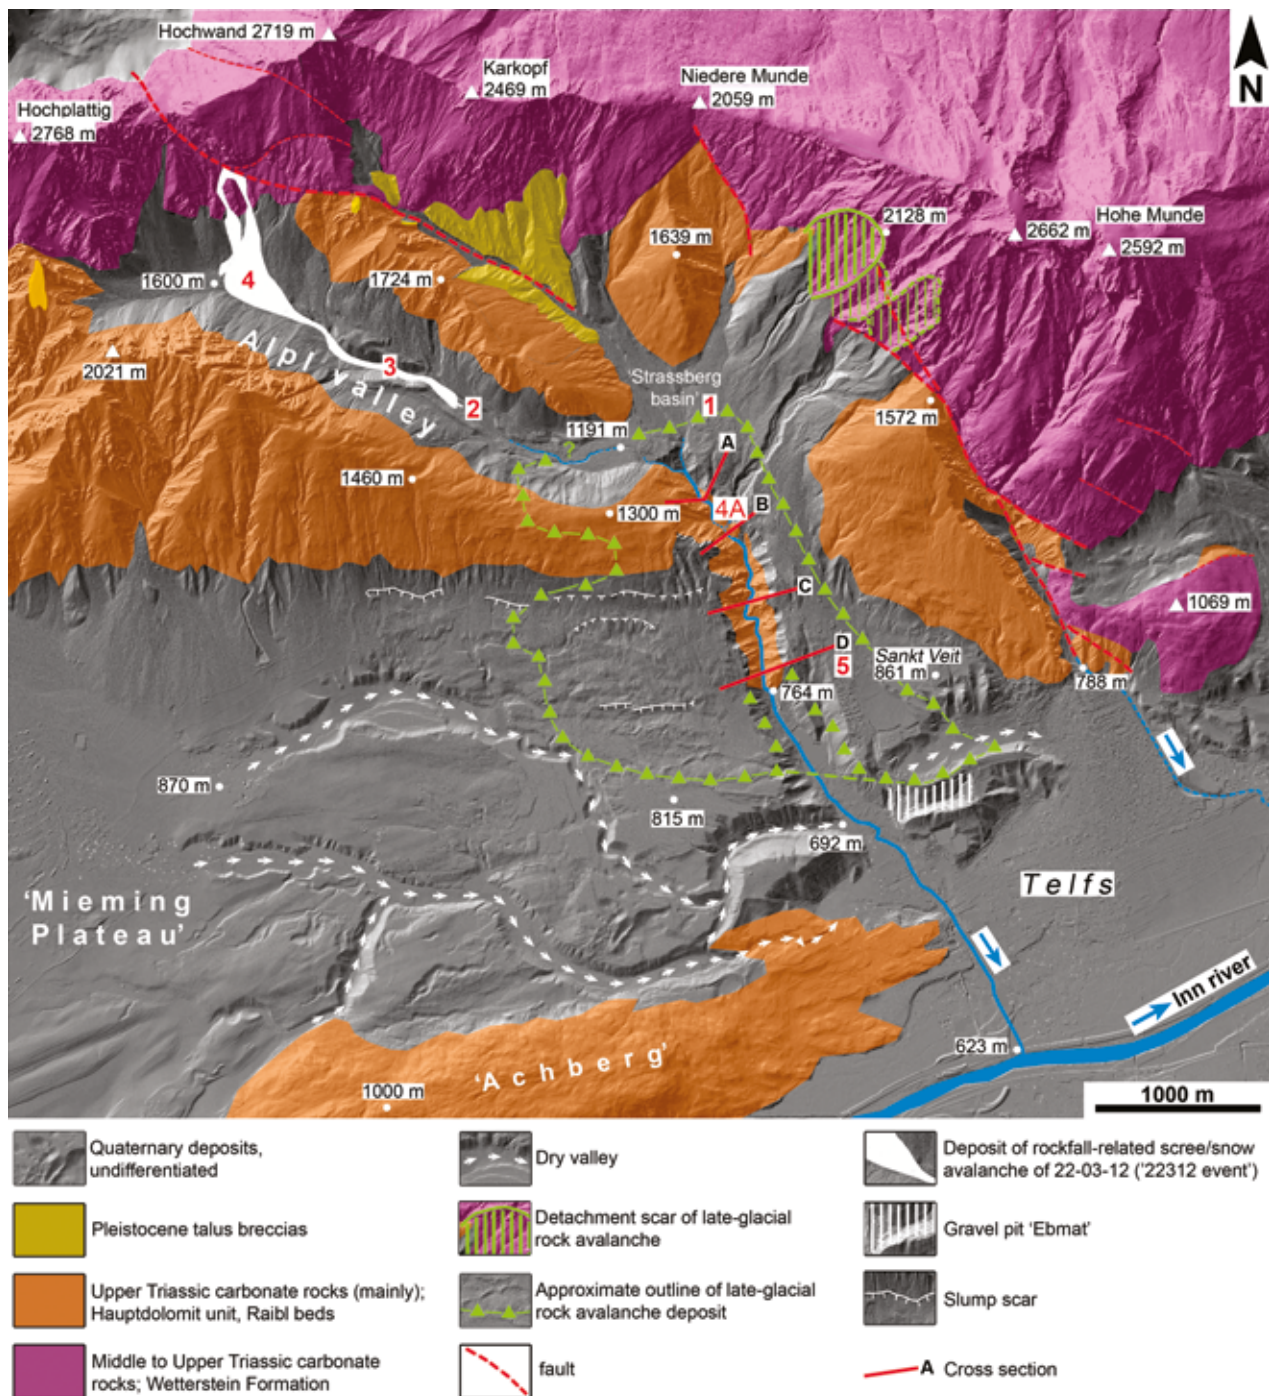 Hochwand 2719 m
N
Karkopf
2469 m
Niedere Munde
2059 m
Hochplattig
2768 m
2128 m
Hohe Munde
2662 m
2592 m
1639 m
1600 m
4
1724 m
Alpl valley
2021 m
3
2
'Strassberg
basin'
1
1572 m
1191 m
A
?
1460 m
1300 m
4A
B
C
1069 m
D
5
Sankt Veit
861 m
764 m
788 m
870 m
815 m
692 m
'Mieming
Plateau'
Telfs
Inn river
623 m
'Achberg'
1000 m
1000 m
Quaternary deposits,
undifferentiated
Pleistocene talus breccias
Upper Triassic carbonate rocks (mainly);
Hauptdolomit unit, Raibl beds
Middle to Upper Triassic carbonate
rocks; Wetterstein Formation
Dry valley
Detachment scar of late-glacial
rock avalanche
Approximate outline of late-glacial
rock avalanche deposit
fault
Deposit of rockfall-related scree/snow
avalanche of 22-03-12 ('22312 event')
Gravel pit 'Ebmat'
Slump scar
A Cross section